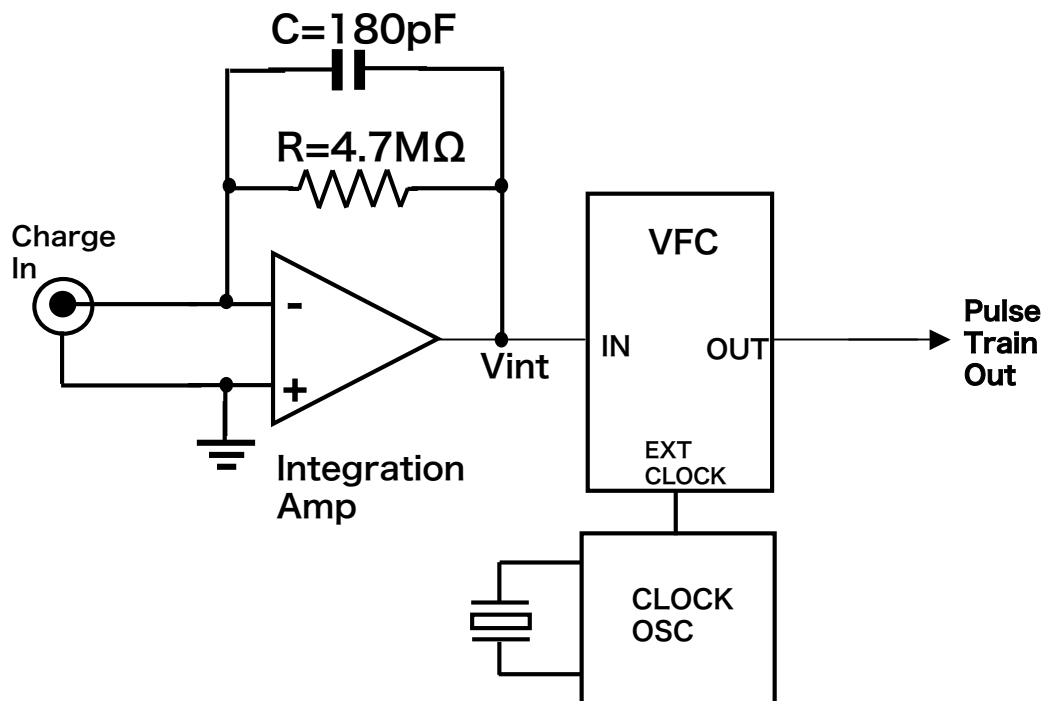 C=180pF
R=4.7MΩ
Charge
In
-
+
Integration
Amp
Vint
VFC
IN
OUT
EXT
CLOCK
Pulse
Train
Out
CLOCK
OSC